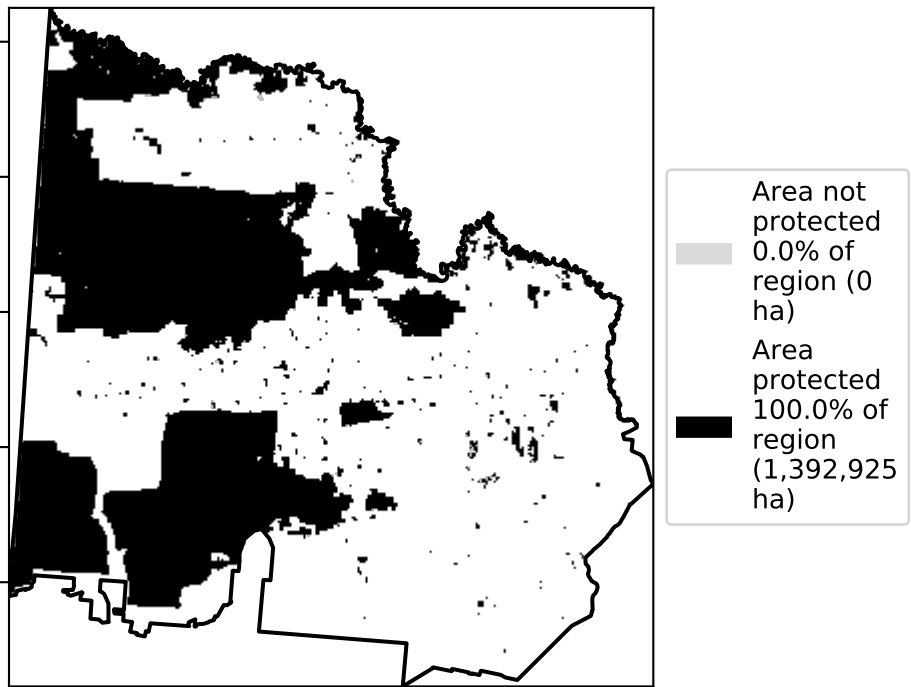 Area not
protected
0.0% of
region (0
ha)
Area
protected
100.0% of
region
(1,392,925
ha)